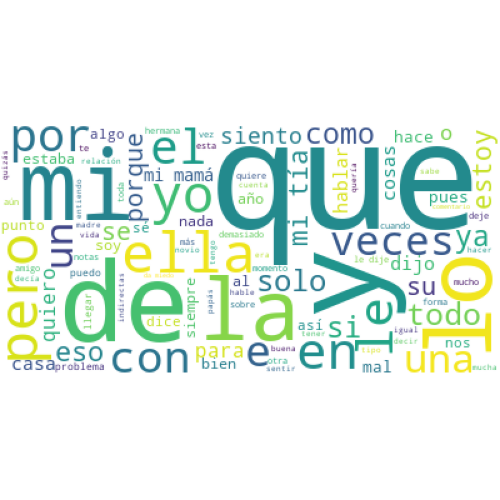 mi
que
de
la
y
lo
por
el
yo
ella
pero
un
una
en
con
le
veces
todo
e
si
solo
ya
como
siento
mi tía
mi mamá
porque
hablar
cosas
estoy
hace
o
pues
algo
estaba
se
sé
soy
nada
año
su
dijo
quiero
eso
casa
para
bien
al
así
mal
nos
siempre
dice
llegar
problema
punto
puedo
notas
amigo
decía
madre
vida
te
relación
hermana
vez
esta
quiere
cuenta
toda
entiendo
quizás
aún
más
novio
demasiado
era
tengo
momento
indirectas
papás
hable
sobre
buena
otra
sentir
tener
tipo
igual
decir
forma
mucho
mucha
hacer
le dije
cuando
quería
sabe
deje
comentario